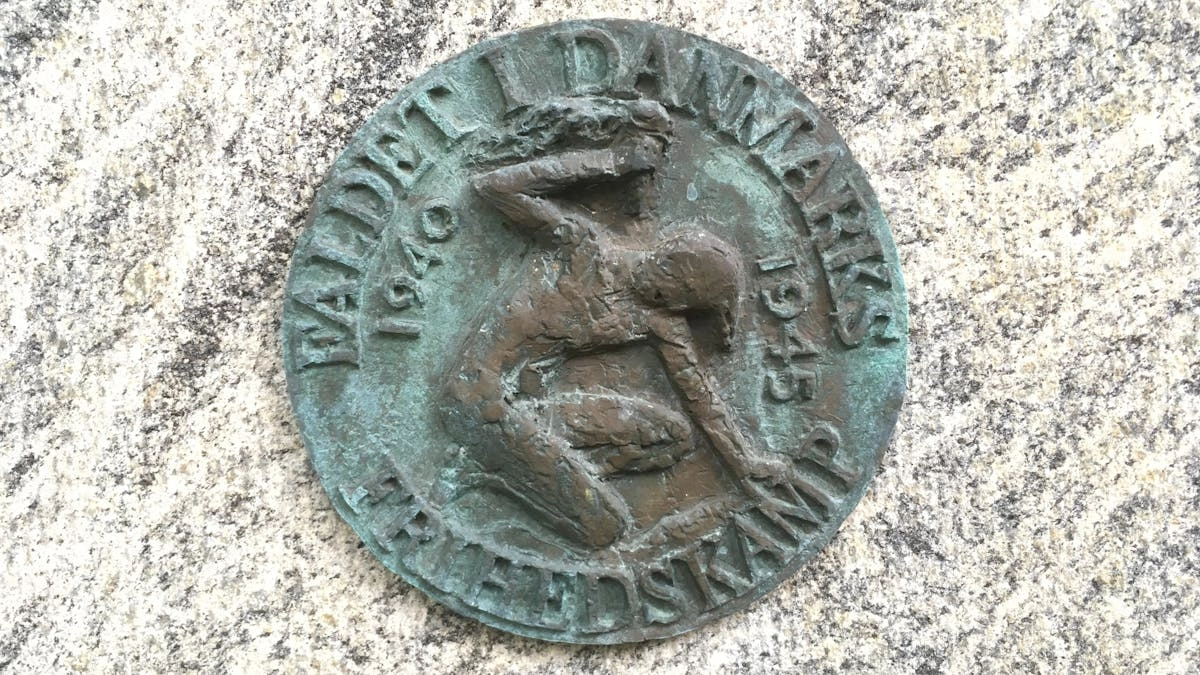 FALDET I DANMARKS
FRIHEDSKAMP
1940
1945